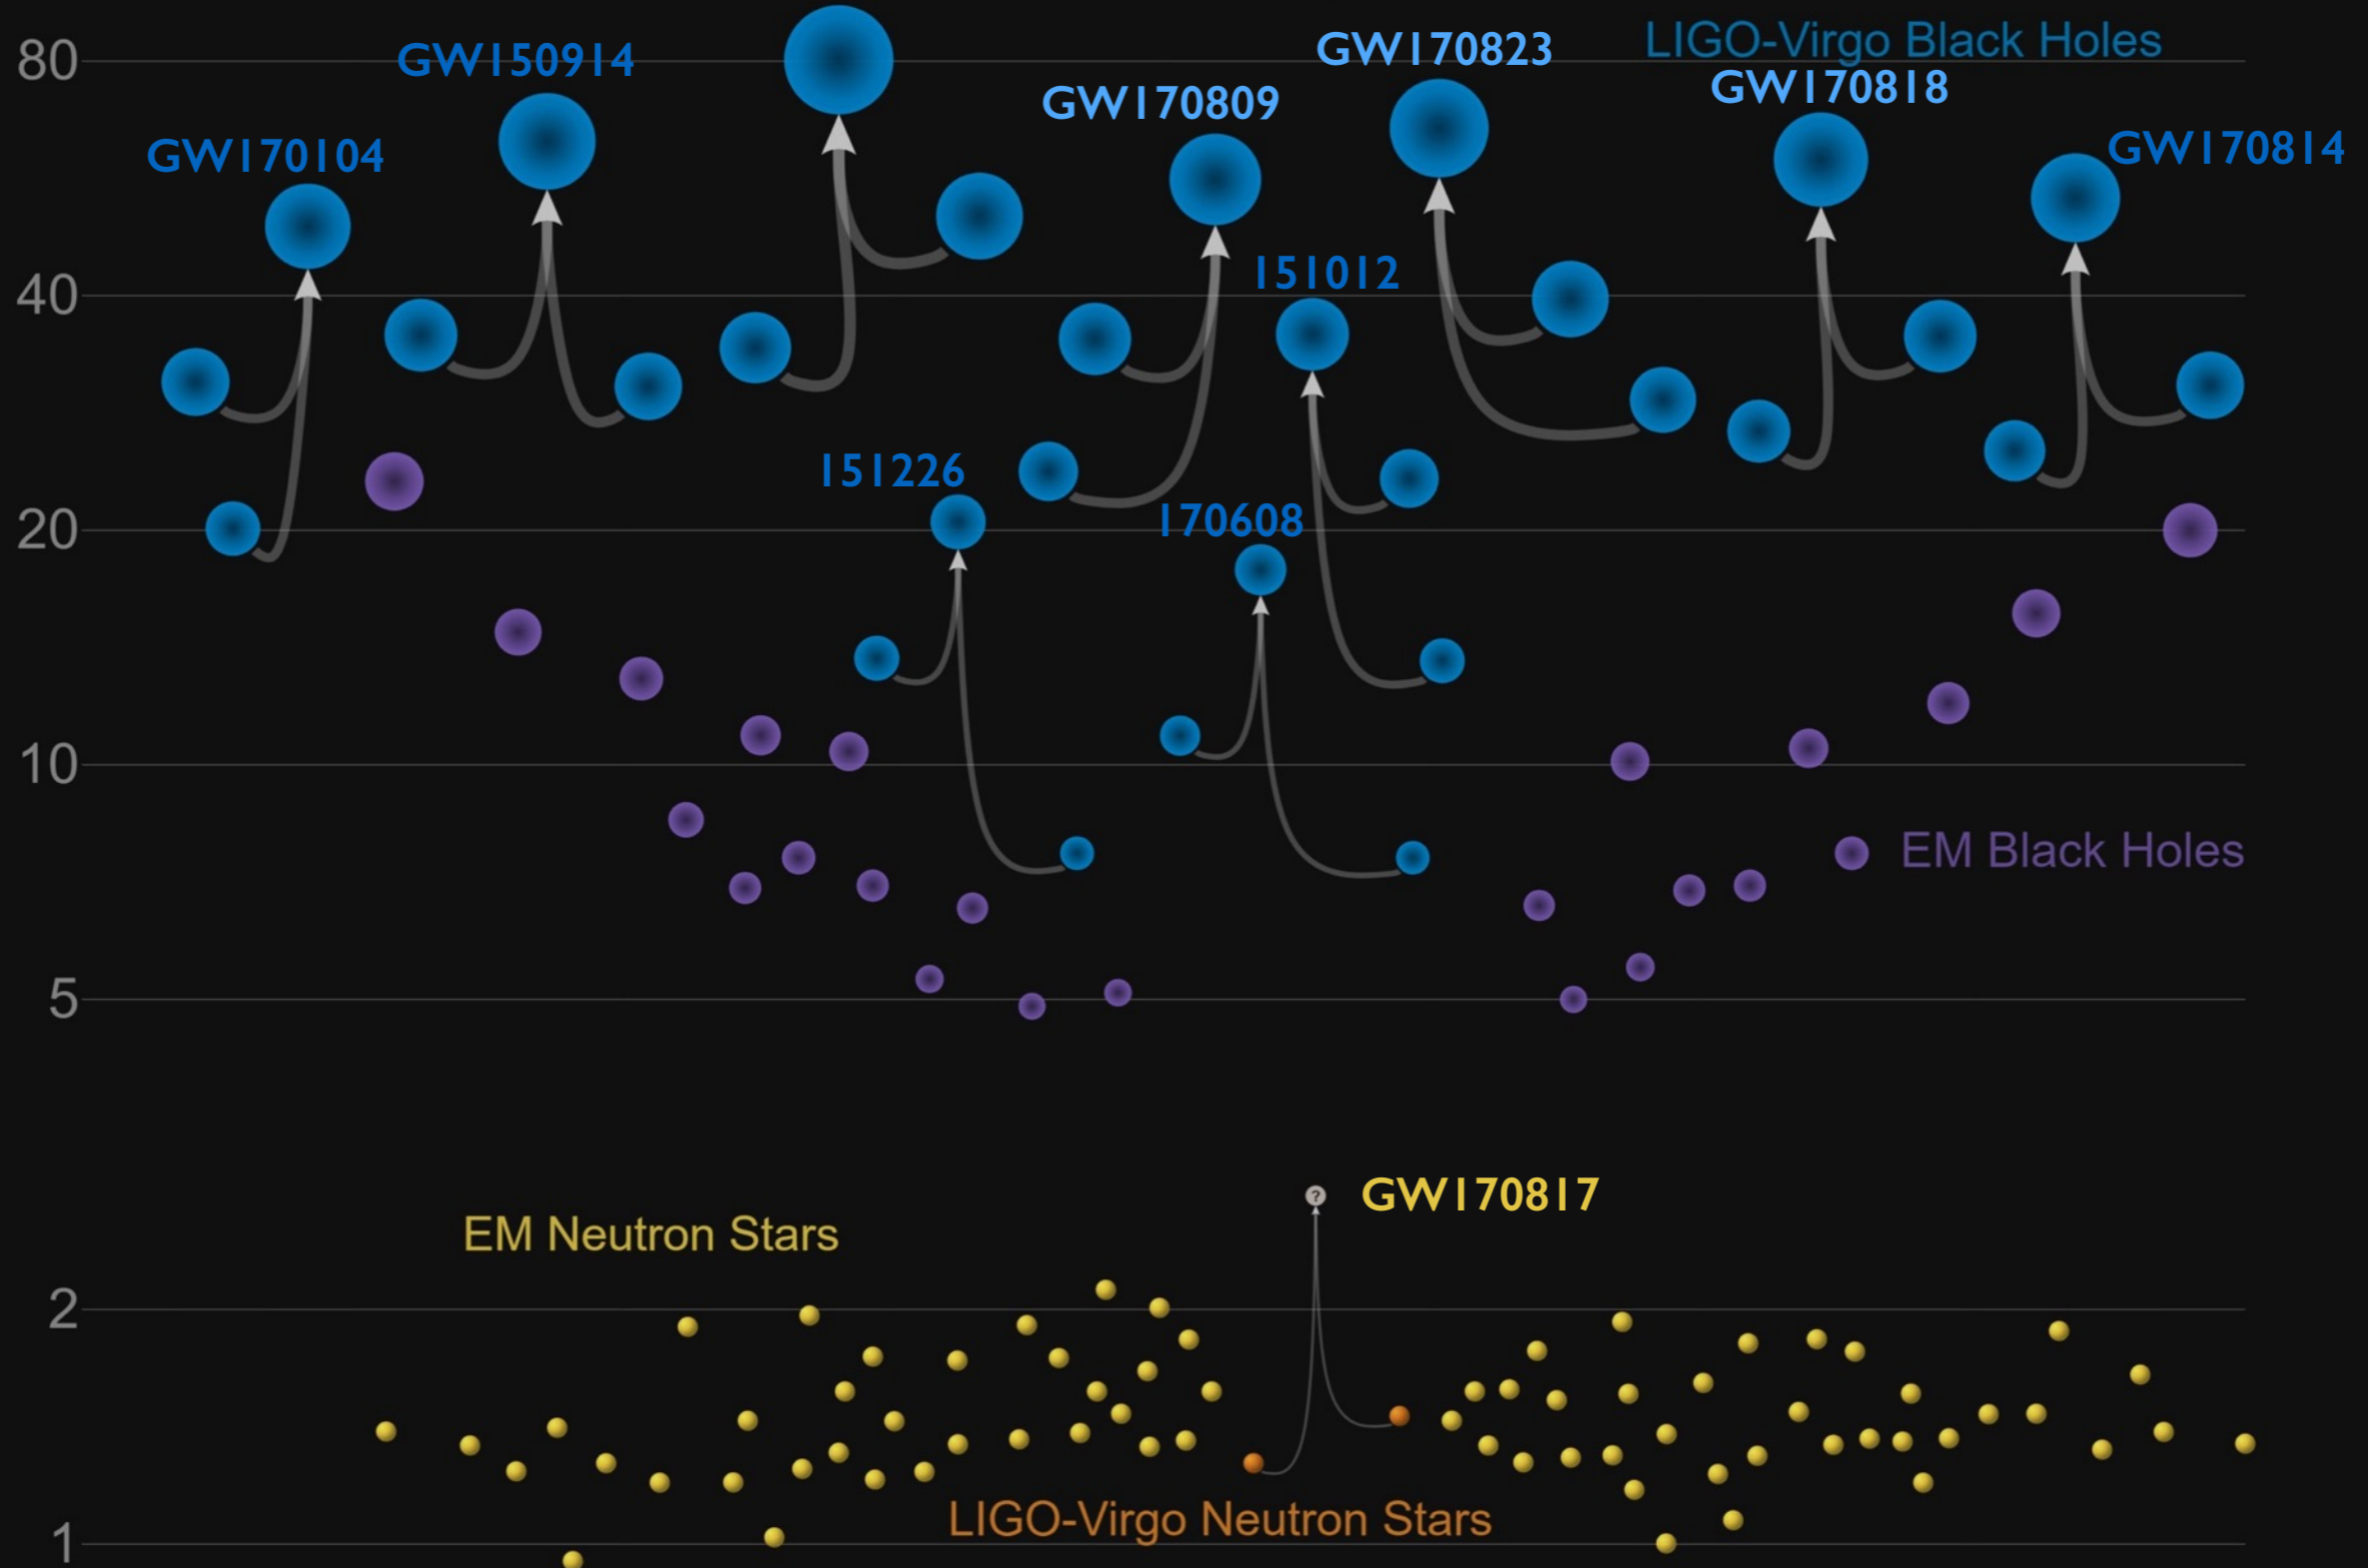 80
GW150914
GW170823
LIGO-Virgo Black Holes
GW170809
GW170818
GW170104
GW170814
40
151012
151226
20
170608
10
EM Black Holes
5
?
GW170817
EM Neutron Stars
2
LIGO-Virgo Neutron Stars
1